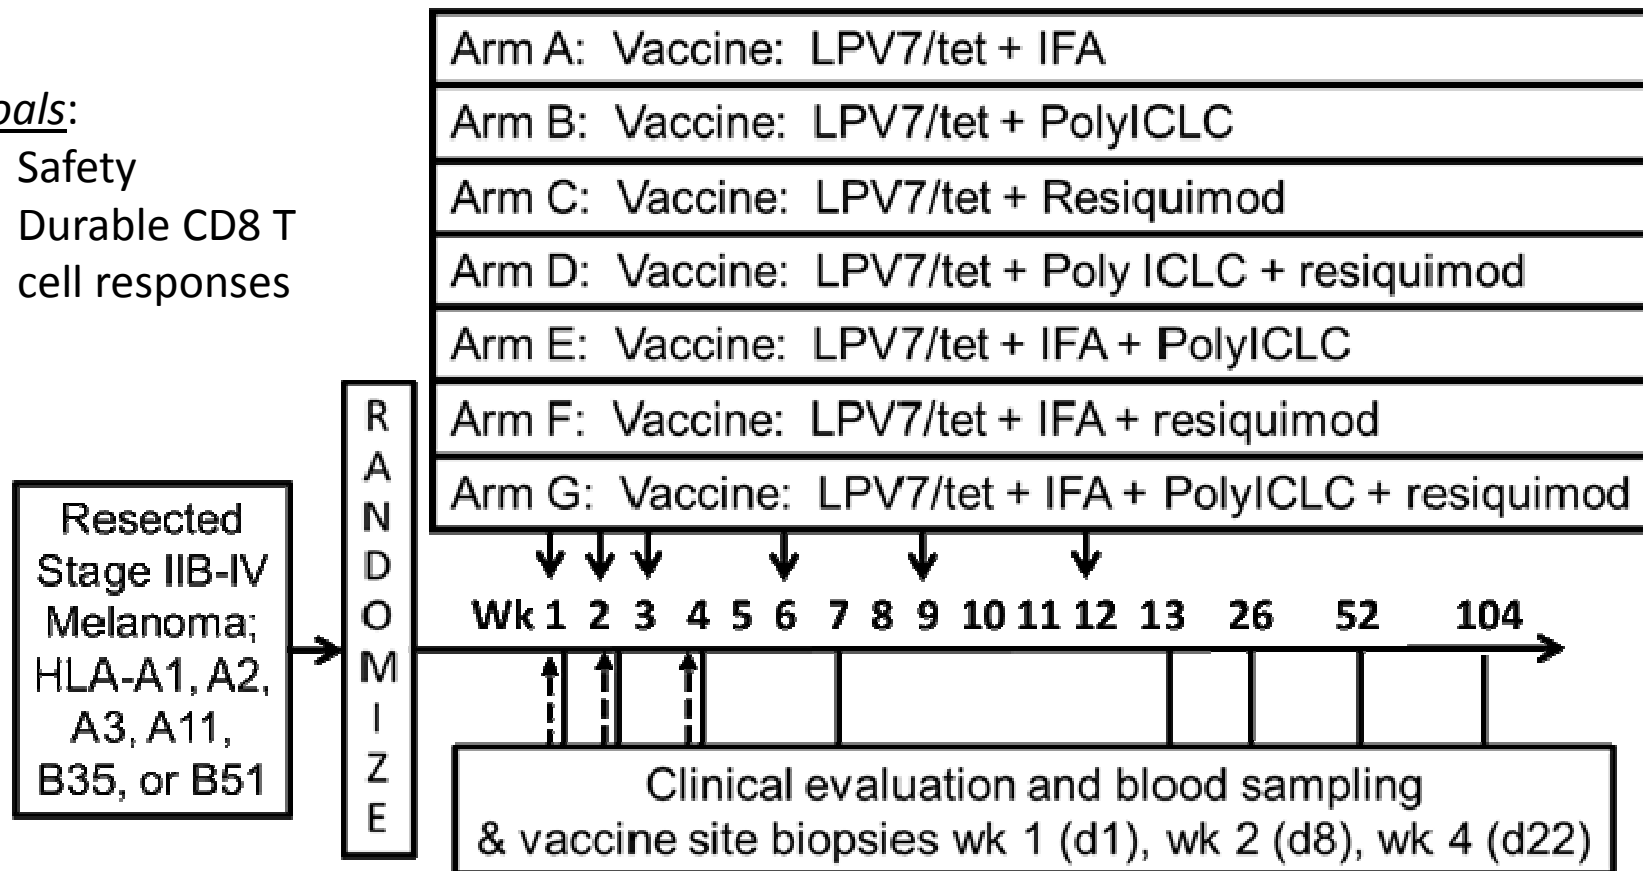 oals:
Safety
Durable CD8 T
cell responses
Arm A: Vaccine: LPV7/tet + IFA
Arm B: Vaccine: LPV7/tet + PolyICLC
Arm C: Vaccine: LPV7/tet + Resiquimod
Arm D: Vaccine: LPV7/tet + Poly ICLC + resiquimod
Arm E: Vaccine: LPV7/tet + IFA + PolyICLC
Arm F: Vaccine: LPV7/tet + IFA + resiquimod
Arm G: Vaccine: LPV7/tet + IFA + PolyICLC + resiquimod
Resected
Stage IIB-IV
Melanoma;
HLA-A1, A2,
A3, A11,
B35, or B51
R
A
N
D
O
M
I
Z
E
Wk 1 2 3 4 5 6 7 8 9 10 11 12 13 26 52 104
Clinical evaluation and blood sampling
& vaccine site biopsies wk 1 (d1), wk 2 (d8), wk 4 (d22)